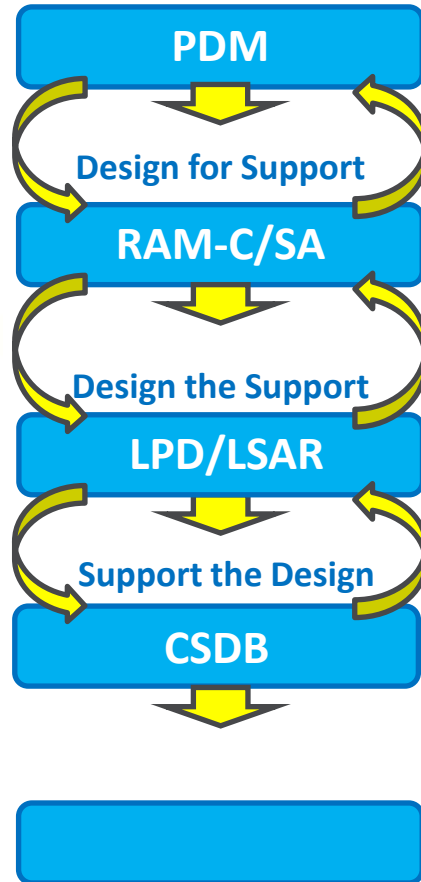 PDM
Design for Support
RAM-C/SA
Design the Support
LPD/LSAR
Support the Design
CSDB